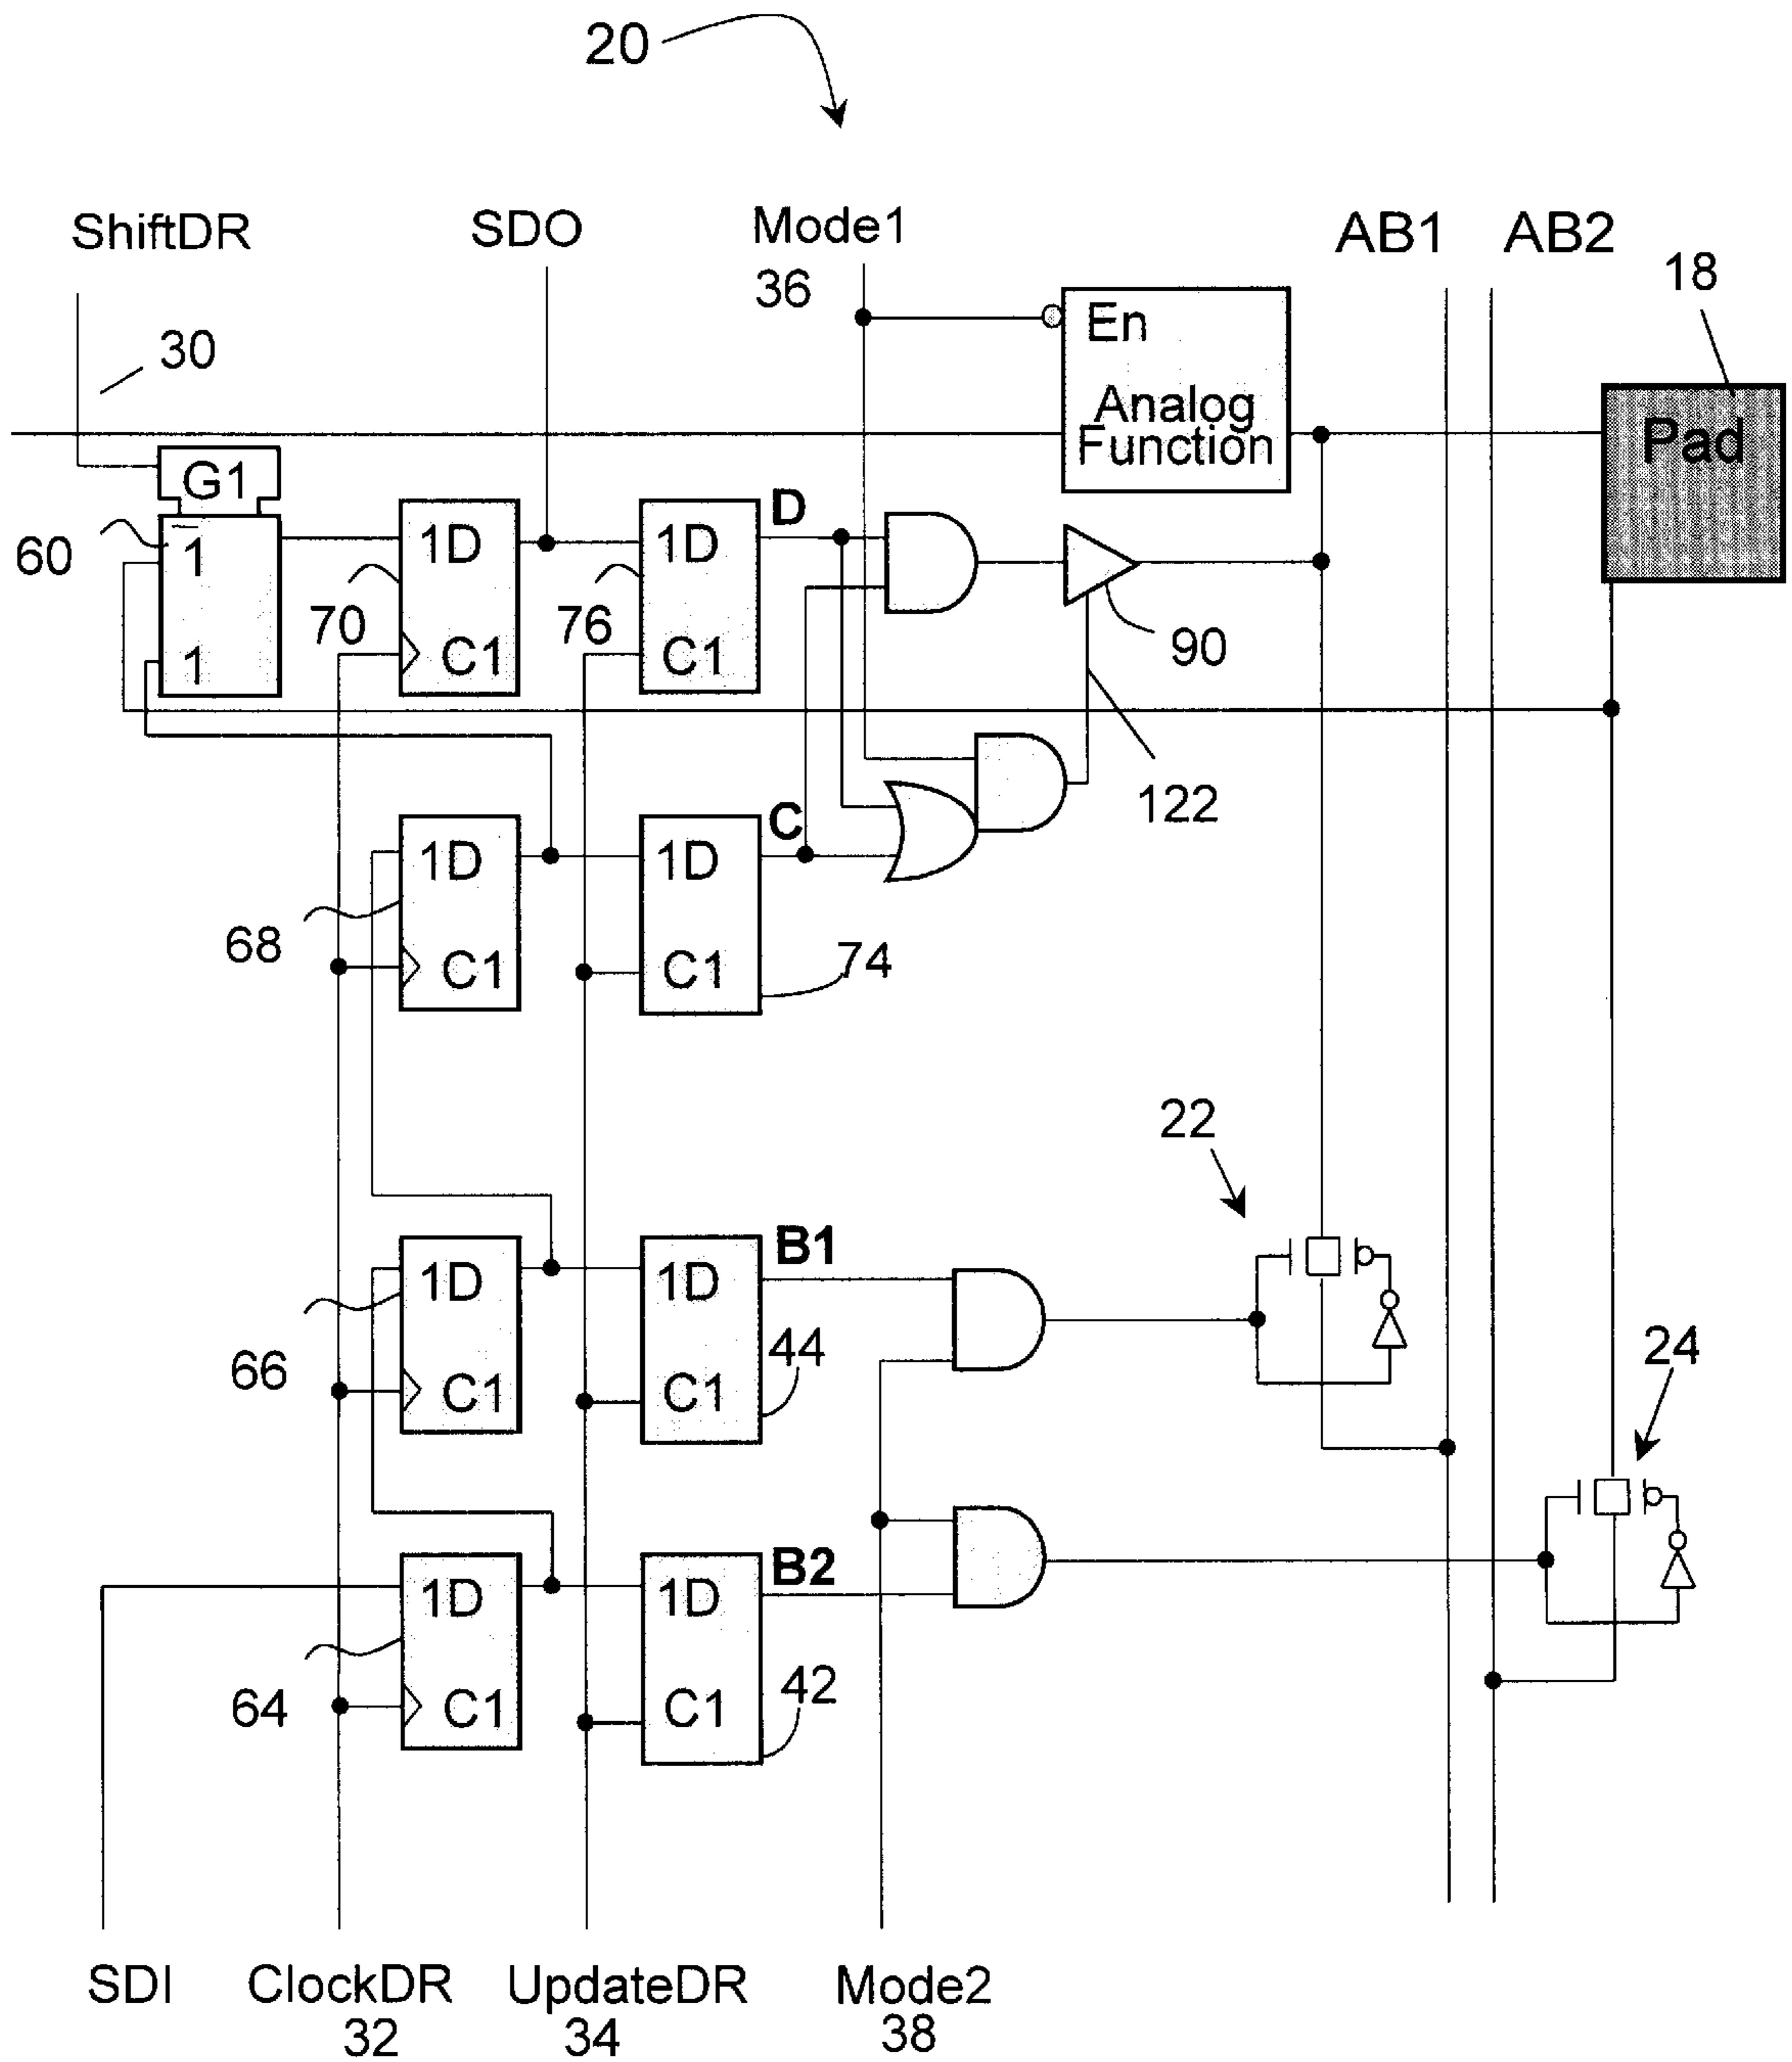 20
ShiftDR
SDO
Mode1
36
AB1
AB2
18
30
En
Analog
Function
Pad
G1
60
1
1
1D
C1
70
1D
C1
76
D
90
122
1D
C1
68
1D
C1
74
C
22
1D
C1
66
1D
C1
44
B1
24
1D
C1
64
1D
C1
42
B2
SDI
ClockDR
32
UpdateDR
34
Mode2
38